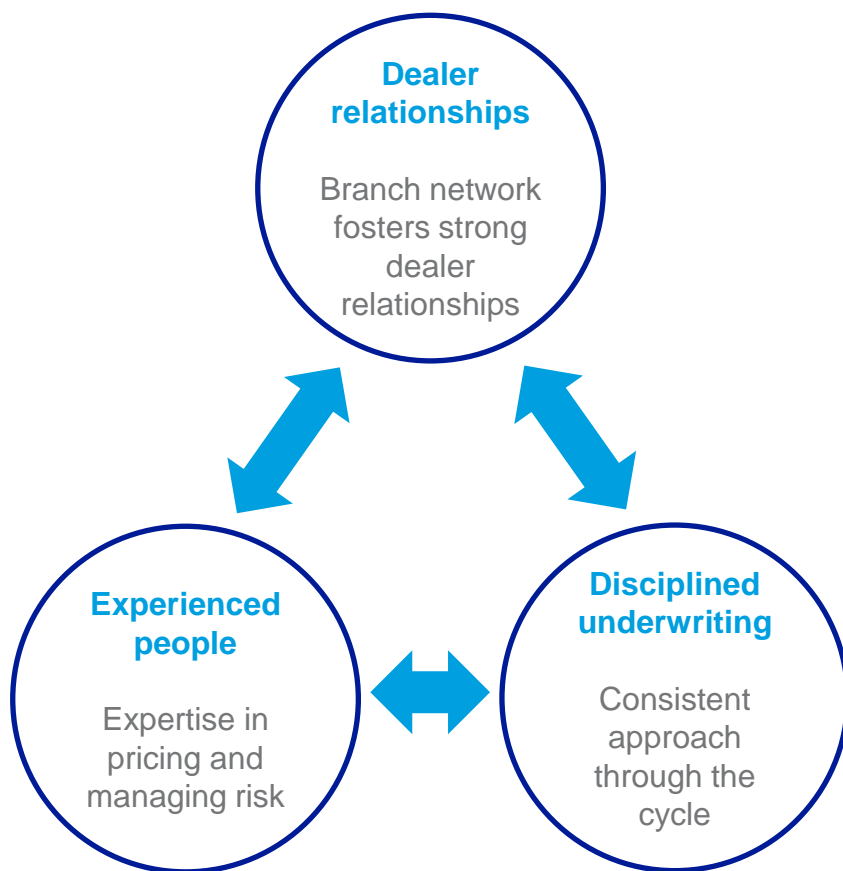 Dealer
relationships
Branch network
fosters strong
dealer
relationships
Experienced
people
Expertise in
pricing and
managing risk
Disciplined
underwriting
Consistent
approach
through the
cycle